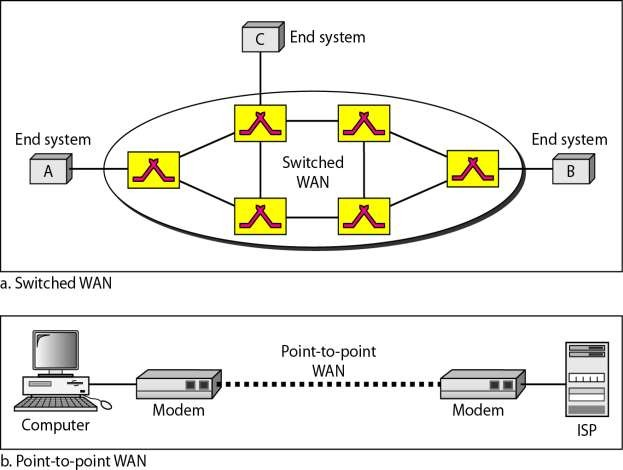 C
End system
End system
End system
A
Switched
WAN
B
a. Switched WAN
Point-to-point
WAN
Modem
Modem
Computer
ISP
b. Point-to-point WAN